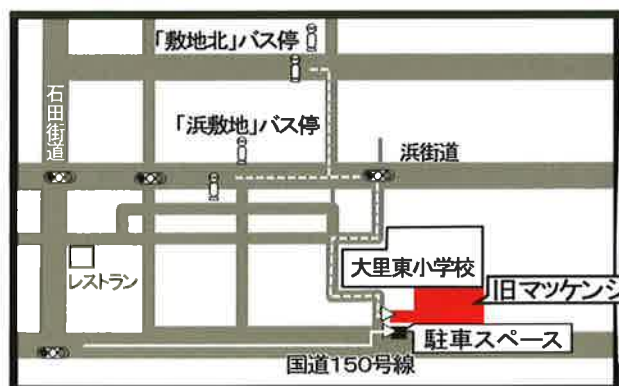 「敷地北」バス停
石田街道
「浜敷地」バス停
浜街道
レストラン
大里東小学校
旧マッケンジ
駐車スペース
国道150号線